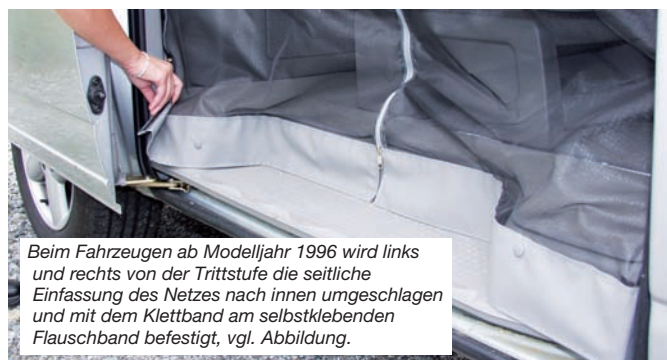 Beim Fahrzeugen ab Modelljahr 1996 wird links
und rechts von der Trittstufe die seitliche
Einfassung des Netzes nach innen umgeschlagen
und mit dem Klettband am selbstklebenden
Flauschband befestigt, vgl. Abbildung.